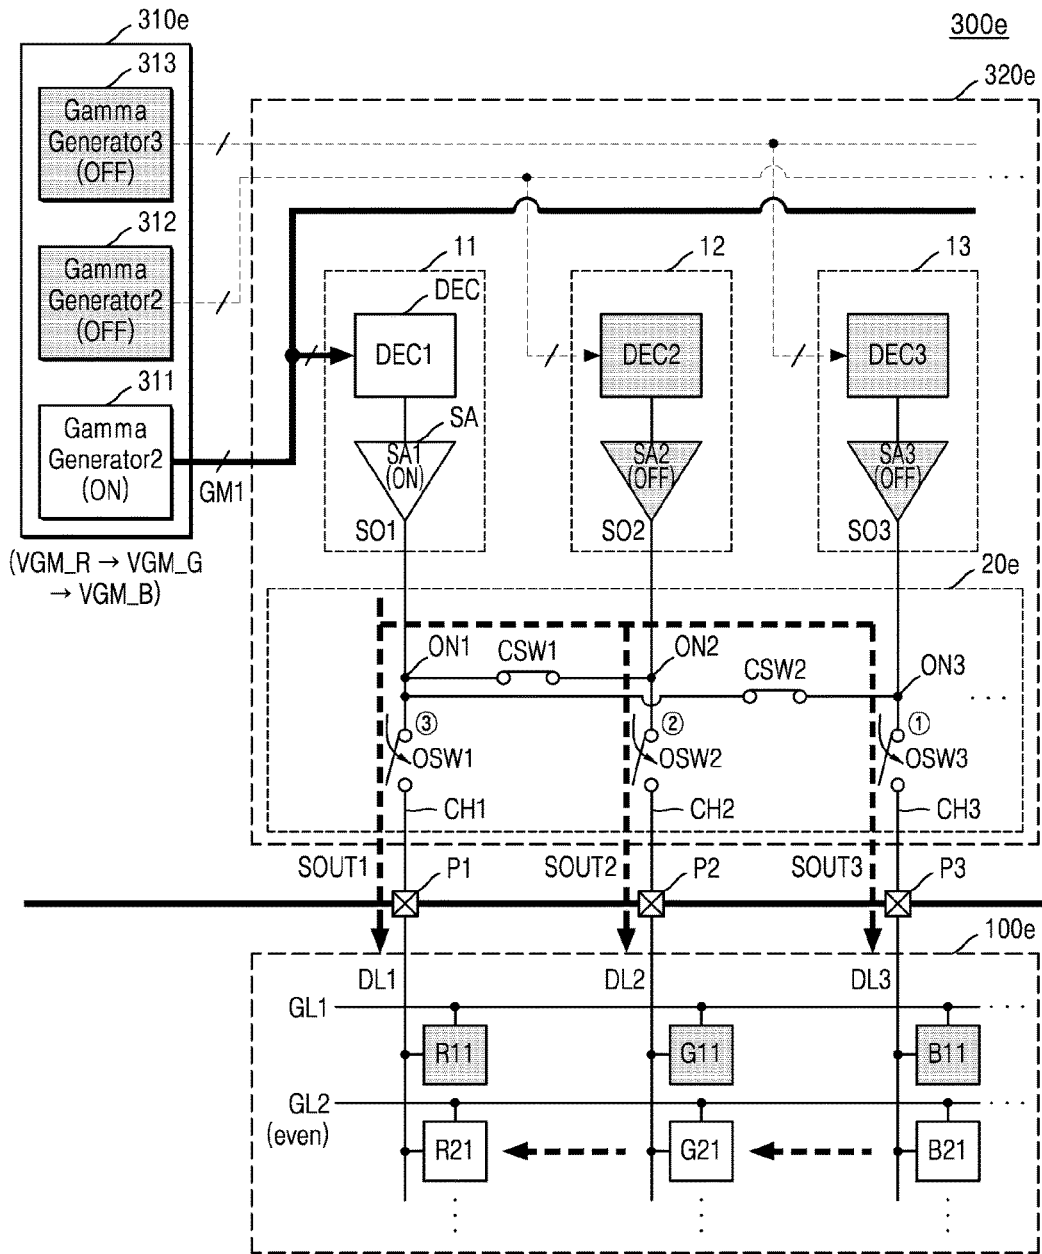 310e
300e
313
320e
Gamma
Generator3
(OFF)
312
. . .
Gamma
Generator2
(OFF)
11
12
13
DEC
DEC1
DEC2
DEC3
311
Gamma
Generator2
(ON)
GM1
SA
SA1
(ON)
SA2
(OFF)
SA3
(OFF)
SO1
SO2
SO3
(VGM_R → VGM_G
→ VGM_B)
20e
ON1
CSW1
ON2
CSW2
ON3
. . .
③
②
①
OSW1
OSW2
OSW3
CH1
CH2
CH3
SOUT1
P1
SOUT2
P2
SOUT3
P3
100e
DL1
DL2
DL3
GL1
. . .
R11
G11
B11
GL2
(even)
. . .
R21
G21
B21